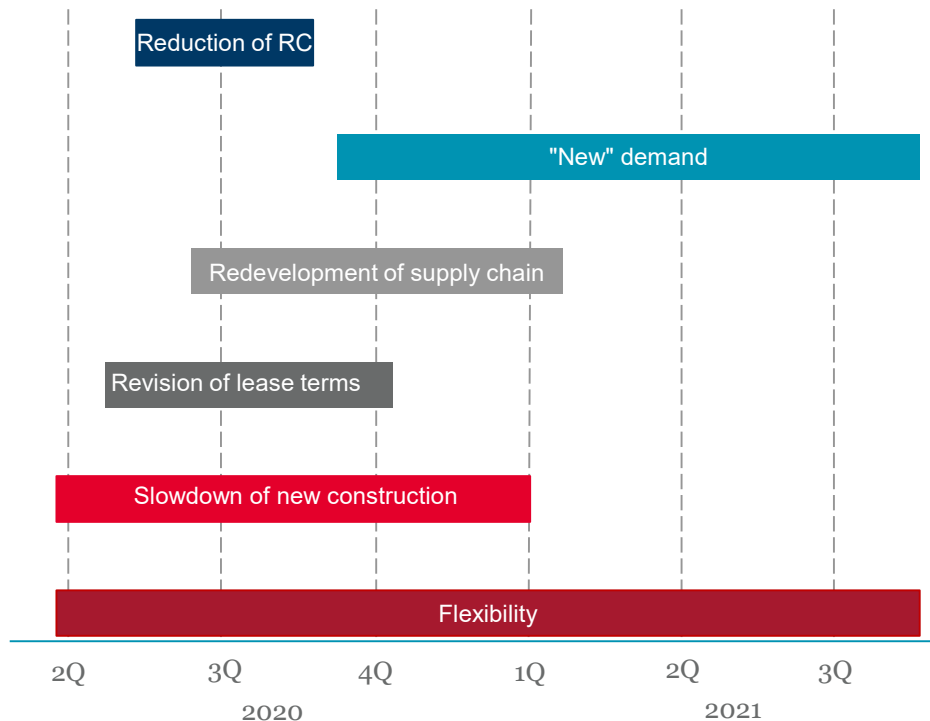 Reduction of RC
"New" demand
Redevelopment of supply chain
Revision of lease terms
Slowdown of new construction
Flexibility
2Q 3Q 4Q 1Q 2Q 3Q
2020 2021